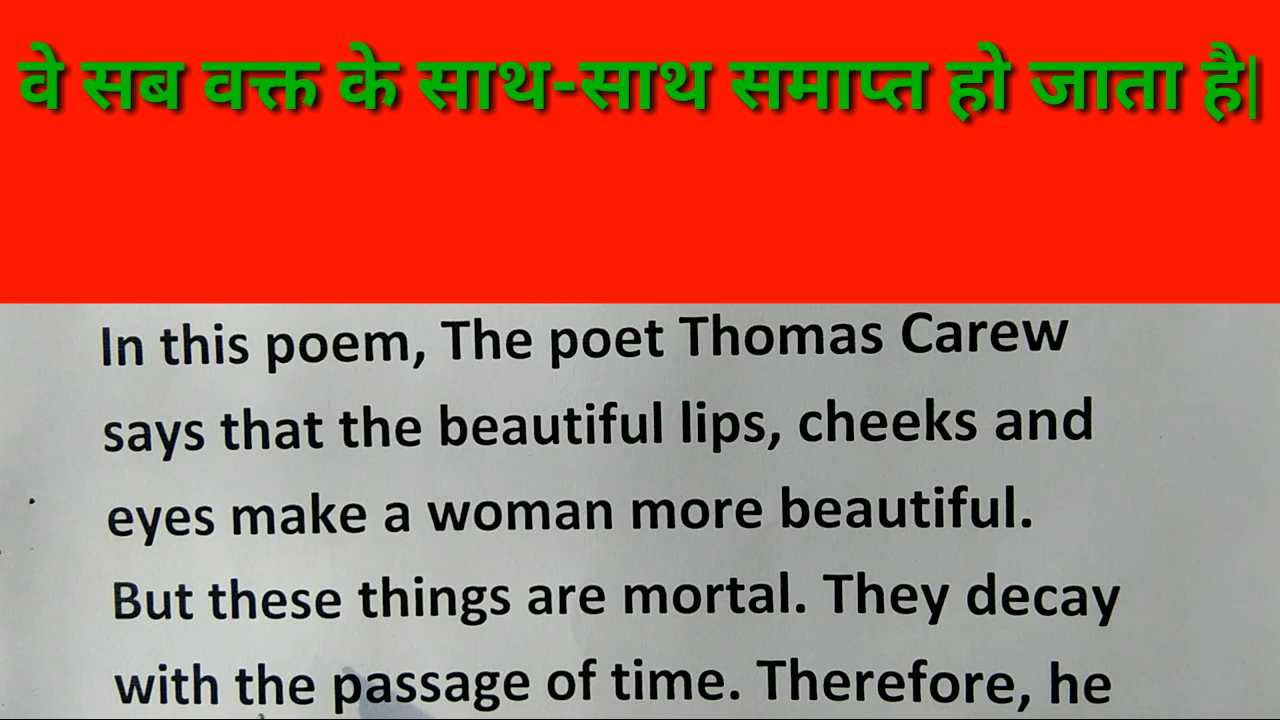 वे सब वक्त के साथ-साथ समाप्त हो जाता है|
In this poem, The poet Thomas Carew
says that the beautiful lips, cheeks and
eyes make a woman more beautiful.
But these things are mortal. They decay
with the passage of time. Therefore, he